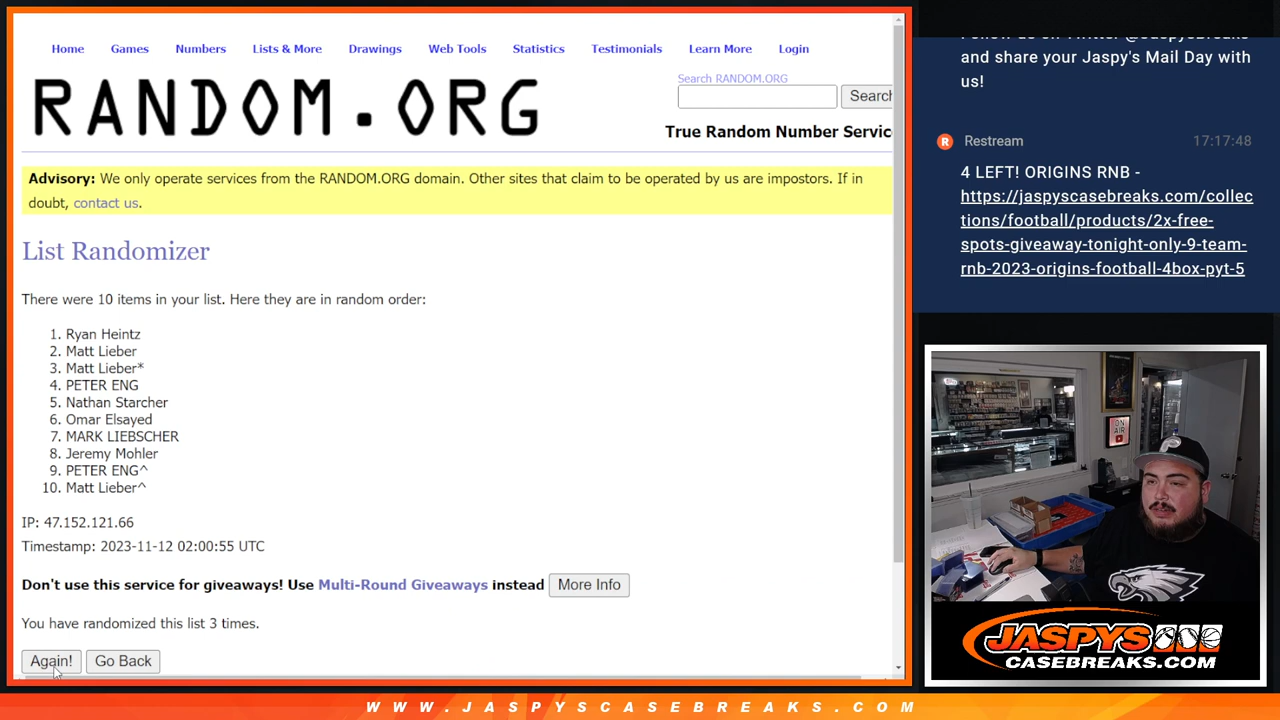 Home Games Numbers Lists & More Drawings Web Tools Statistics Testimonials Learn More Login
RANDOM.ORG
Search RANDOM.ORG
Search
True Random Number Servic
Advisory: We only operate services from the RANDOM.ORG domain. Other sites that claim to be operated by us are impostors. If in
doubt, contact us.
List Randomizer
There were 10 items in your list. Here they are in random order:
1. Ryan Heintz
2. Matt Lieber
3. Matt Lieber*
4. PETER ENG
5. Nathan Starcher
6. Omar Elsayed
7. MARK LIEBSCHER
8. Jeremy Mohler
9. PETER ENG^
10. Matt Lieber^
IP: 47.152.121.66
Timestamp: 2023-11-12 02:00:55 UTC
Don't use this service for giveaways! Use Multi-Round Giveaways instead More Info
You have randomized this list 3 times.
Again! Go Back
Follow us on Twitter @JaspysBreaks
and share your Jaspy's Mail Day with
us!
R Restream 17:17:48
4 LEFT! ORIGINS RNB -
https://jaspyscasebreaks.com/collec
tions/football/products/2x-free-
spots-giveaway-tonight-only-9-team-
rnb-2023-origins-football-4box-pyt-5
ON
AIR
JASPYS
CASEBREAKS.COM
WWW.JASPYSCASEBREAKS.COM